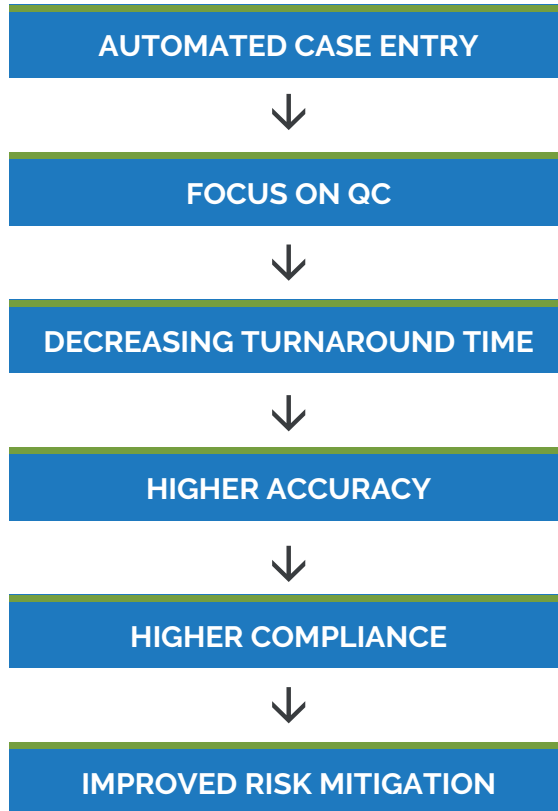 AUTOMATED CASE ENTRY
FOCUS ON QC
DECREASING TURNAROUND TIME
HIGHER ACCURACY
HIGHER COMPLIANCE
IMPROVED RISK MITIGATION